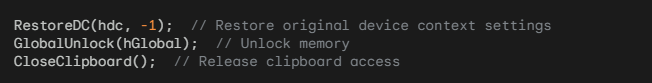 RestoreDC(hdc, -1);  // Restore original device context settings
GlobalUnlock(hGlobal);  // Unlock memory
CloseClipboard();  // Release clipboard access